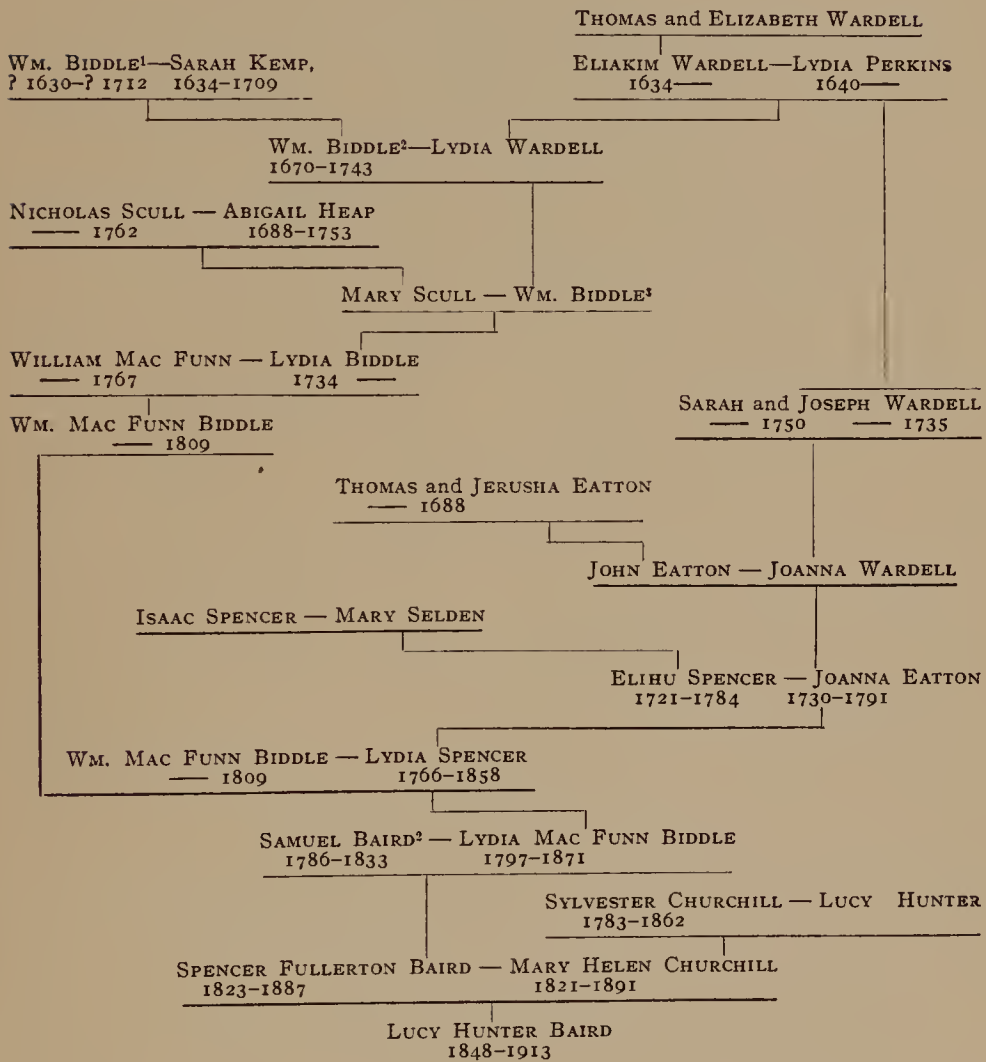 THOMAS and ELIZABETH WARDELL
WM. BIDDLE¹—SARAH KEMP,
? 1630–? 1712 1634–1709
ELIAKIM WARDELL—LYDIA PERKINS
1634— 1640—
WM. BIDDLE²—LYDIA WARDELL
1670–1743
NICHOLAS SCULL — ABIGAIL HEAP
— 1762 1688–1753
MARY SCULL — WM. BIDDLE³
WILLIAM MAC FUNN — LYDIA BIDDLE
— 1767 1734 —
WM. MAC FUNN BIDDLE
— 1809
SARAH and JOSEPH WARDELL
— 1750 — 1735
THOMAS and JERUSHA EATTON
— 1688
JOHN EATTON — JOANNA WARDELL
ISAAC SPENCER — MARY SELDEN
ELIHU SPENCER — JOANNA EATTON
1721–1784 1730–1791
WM. MAC FUNN BIDDLE — LYDIA SPENCER
— 1809 1766–1858
SAMUEL BAIRD² — LYDIA MAC FUNN BIDDLE
1786–1833 1797–1871
SYLVESTER CHURCHILL — LUCY HUNTER
1783–1862
SPENCER FULLERTON BAIRD — MARY HELEN CHURCHILL
1823–1887 1821–1891
LUCY HUNTER BAIRD
1848–1913